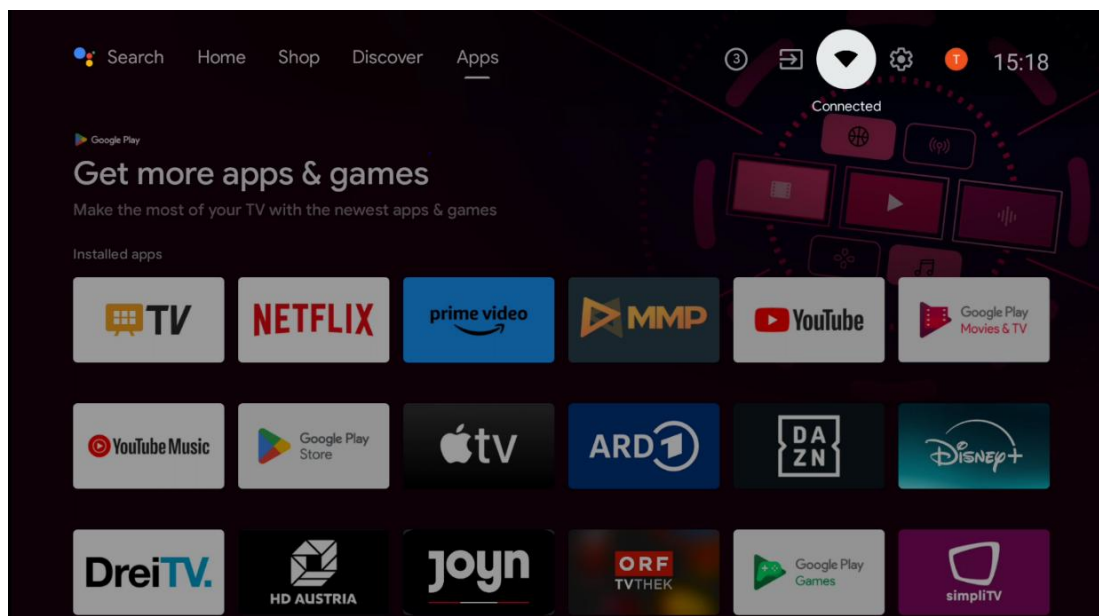 Search Home Shop Discover Apps 3 T 15:18
Connected
Google Play
Get more apps & games
Make the most of your TV with the newest apps & games
Installed apps
TV NETFLIX prime video MMP YouTube Google Play Movies & TV
YouTube Music Google Play Store tv ARD 1 DAZN Disney+
DreiTV. HD AUSTRIA Joyn ORF TVTHEK Google Play Games simpliTV